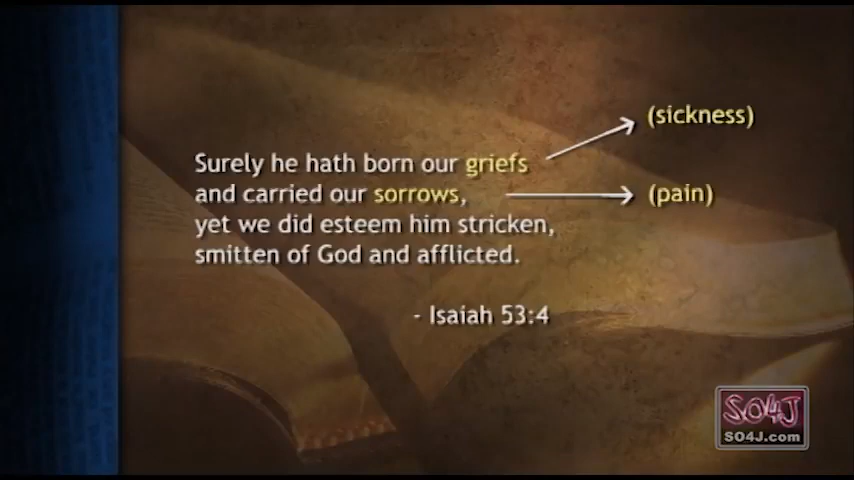 (sickness)
Surely he hath born our griefs
and carried our sorrows,
(pain)
yet we did esteem him stricken,
smitten of God and afflicted.
- Isaiah 53:4
SO4J
SO4J.com